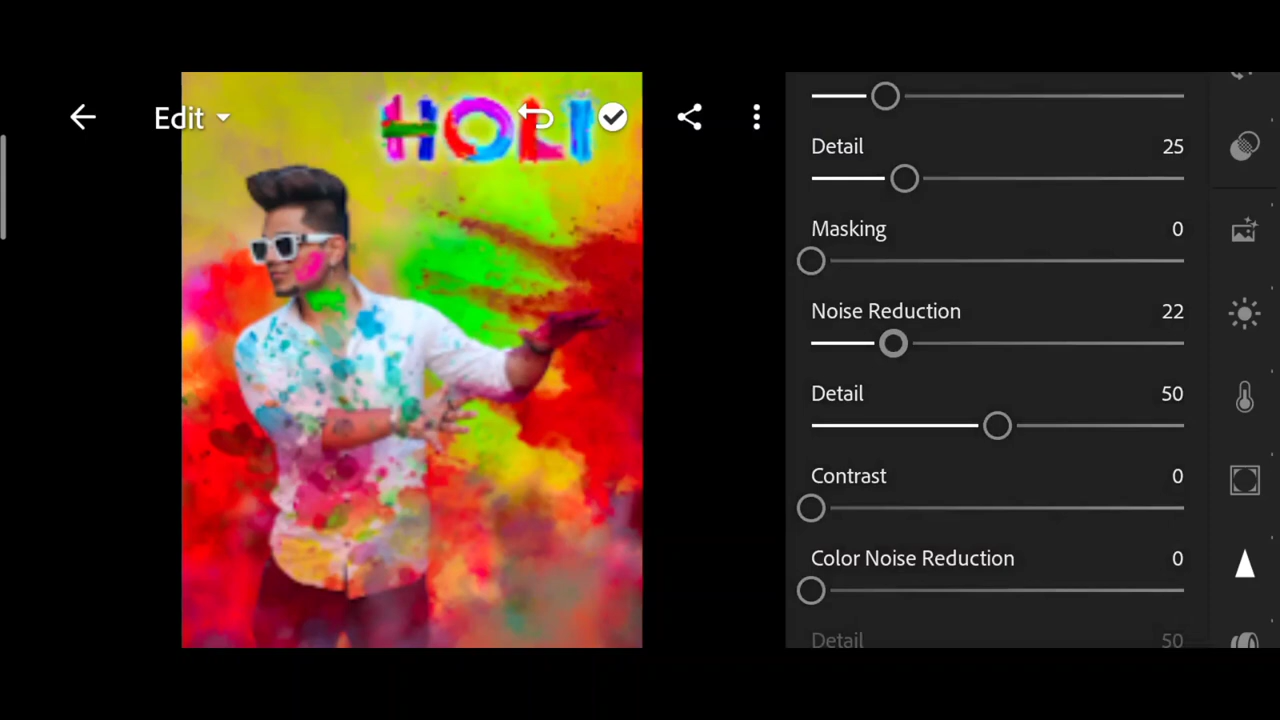 Edit
HOLI
Detail 25
Masking 0
Noise Reduction 22
Detail 50
Contrast 0
Color Noise Reduction 0
Detail 50